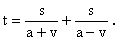 t = s/(a + v) + s/(a − v) .